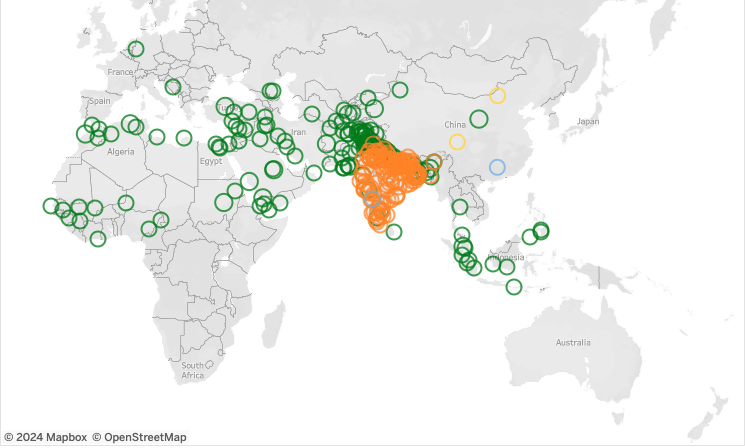 France
Spain
Iran
China
Japan
Algeria
Egypt
Indonesia
Australia
South
Africa
© 2024 Mapbox © OpenStreetMap